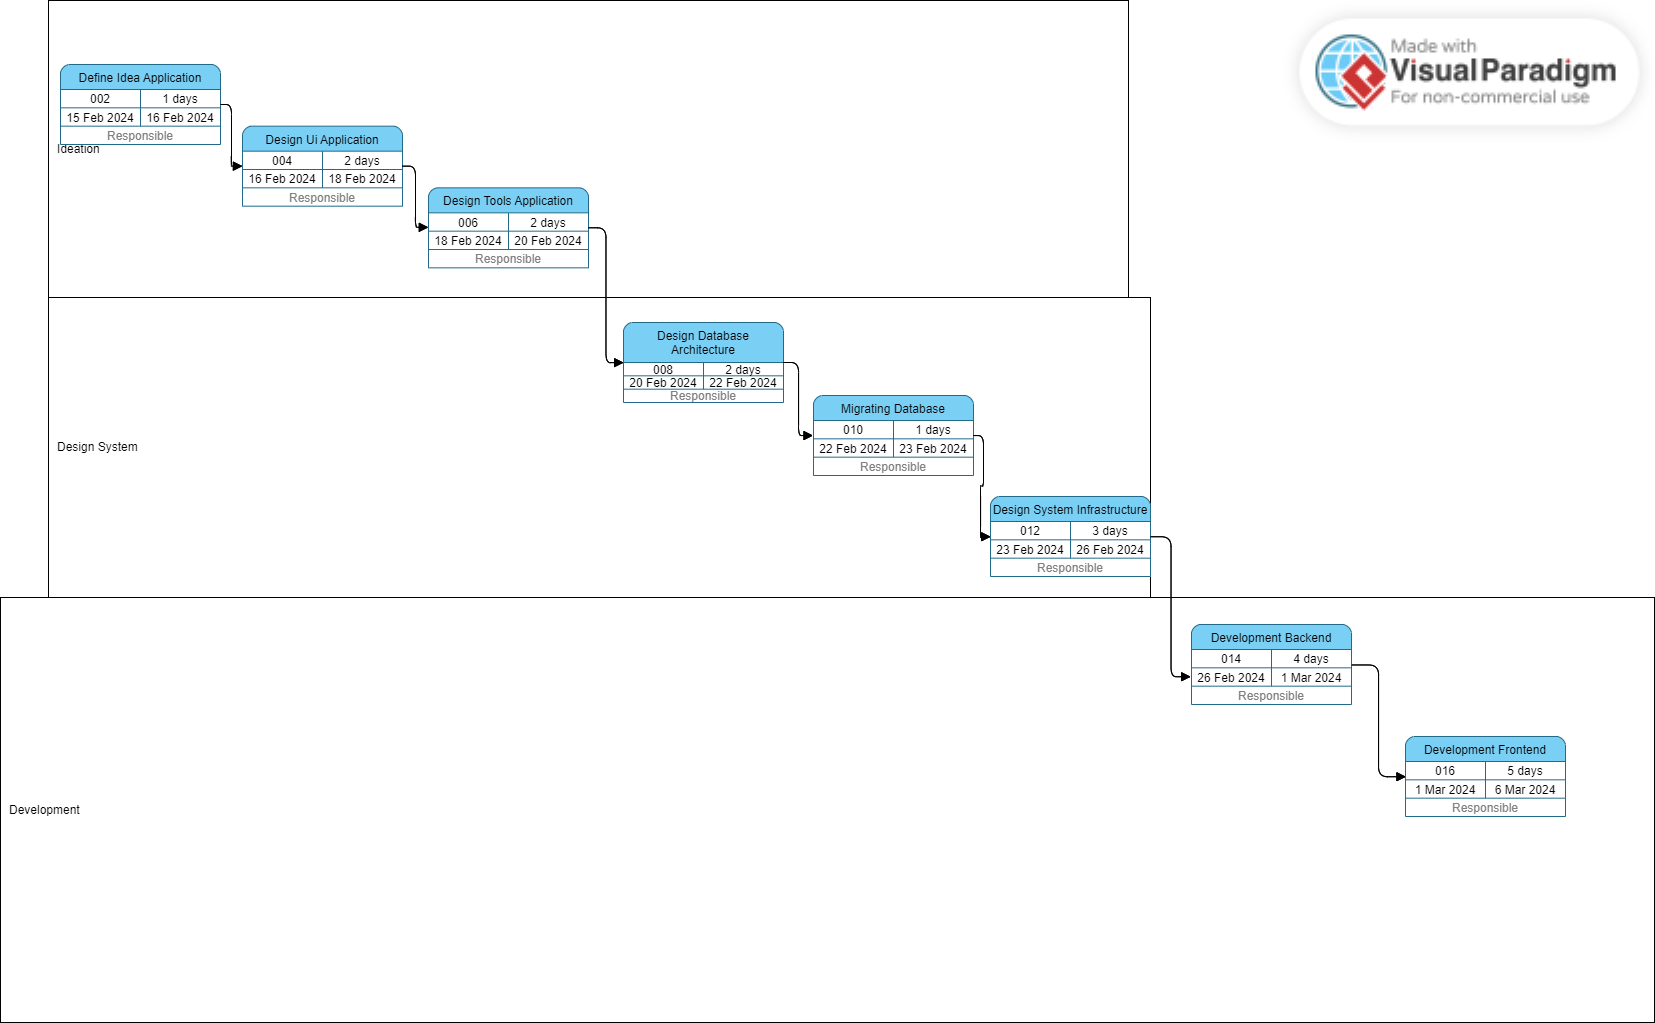 Made with
Visual Paradigm
For non-commercial use
Define Idea Application
002 1 days
15 Feb 2024 16 Feb 2024
Responsible
Ideation
Design Ui Application
004 2 days
16 Feb 2024 18 Feb 2024
Responsible
Design Tools Application
006 2 days
18 Feb 2024 20 Feb 2024
Responsible
Design Database
Architecture
008 2 days
20 Feb 2024 22 Feb 2024
Responsible
Migrating Database
010 1 days
22 Feb 2024 23 Feb 2024
Responsible
Design System
Design System Infrastructure
012 3 days
23 Feb 2024 26 Feb 2024
Responsible
Development Backend
014 4 days
26 Feb 2024 1 Mar 2024
Responsible
Development Frontend
016 5 days
1 Mar 2024 6 Mar 2024
Responsible
Development